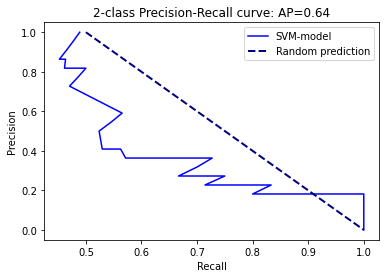 2-class Precision-Recall curve: AP=0.64
SVM-model
Random prediction
Precision
1.0
0.8
0.6
0.4
0.2
0.0
0.5 0.6 0.7 0.8 0.9 1.0
Recall